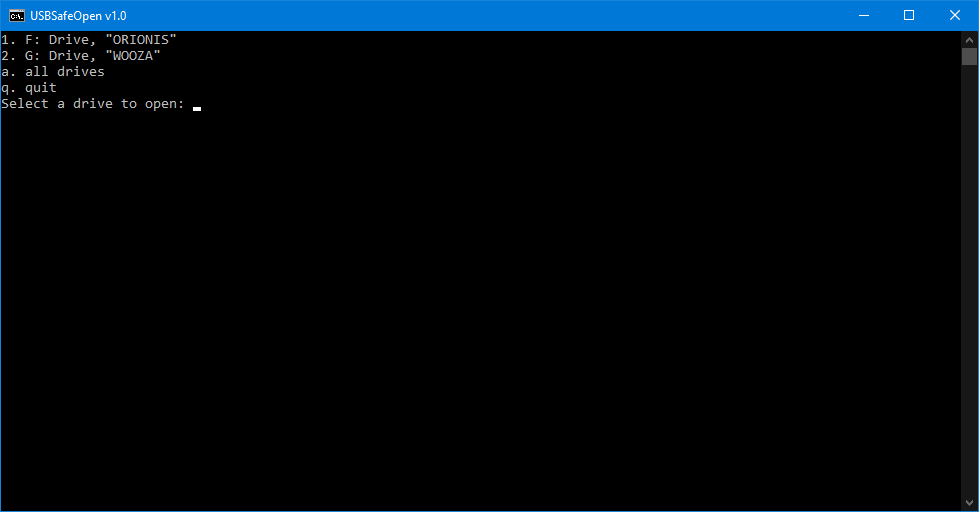 USBSafeOpen v1.0
1. F: Drive, "ORIONIS"
2. G: Drive, "WOOZA"
a. all drives
q. quit
Select a drive to open: